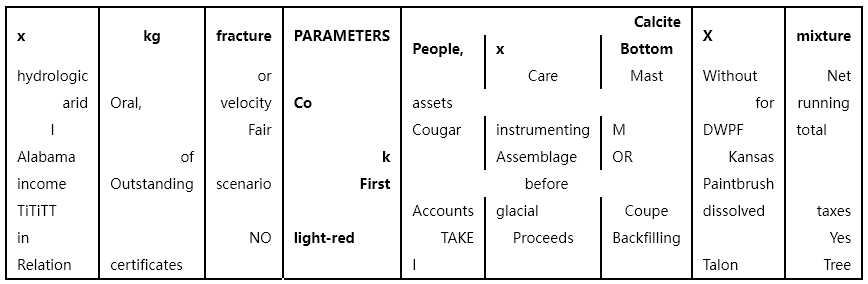 Calcite
x kg fracture PARAMETERS People, x Bottom X mixture
hydrologic or Care Mast Without Net
arid Oral, velocity Co assets for running
l Fair Cougar instrumenting M DWPF total
Alabama of k Assemblage OR Kansas
income Outstanding scenario First before Paintbrush
TiTiTT Accounts glacial Coupe dissolved taxes
in NO light-red TAKE Proceeds Backfilling Yes
Relation certificates l Talon Tree